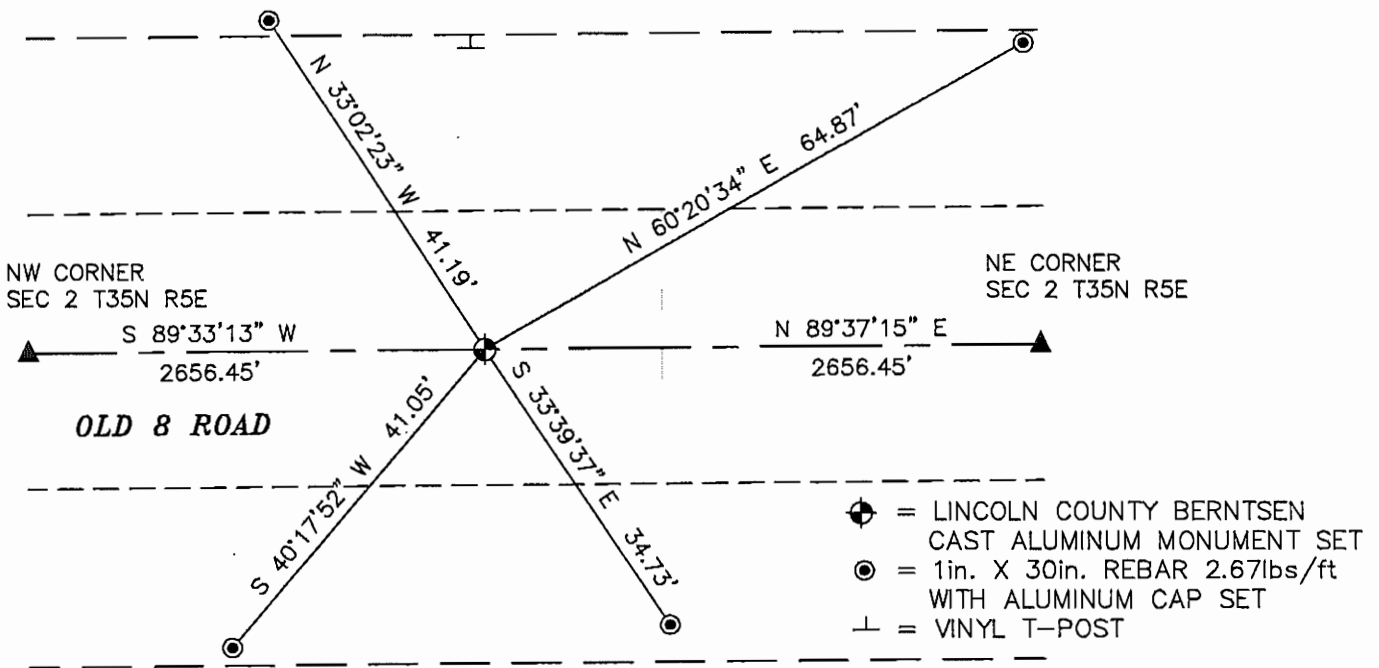 N 33°02'23" W 41.19'
N 60°20'34" E 64.87'
NW CORNER
SEC 2 T35N R5E
NE CORNER
SEC 2 T35N R5E
S 89°33'13" W
2656.45'
N 89°37'15" E
2656.45'
OLD 8 ROAD
S 40°17'52" W 41.05'
S 33°39'37" E 34.73'
= LINCOLN COUNTY BERNTSEN
CAST ALUMINUM MONUMENT SET
= 1in. X 30in. REBAR 2.67lbs/ft
WITH ALUMINUM CAP SET
= VINYL T-POST